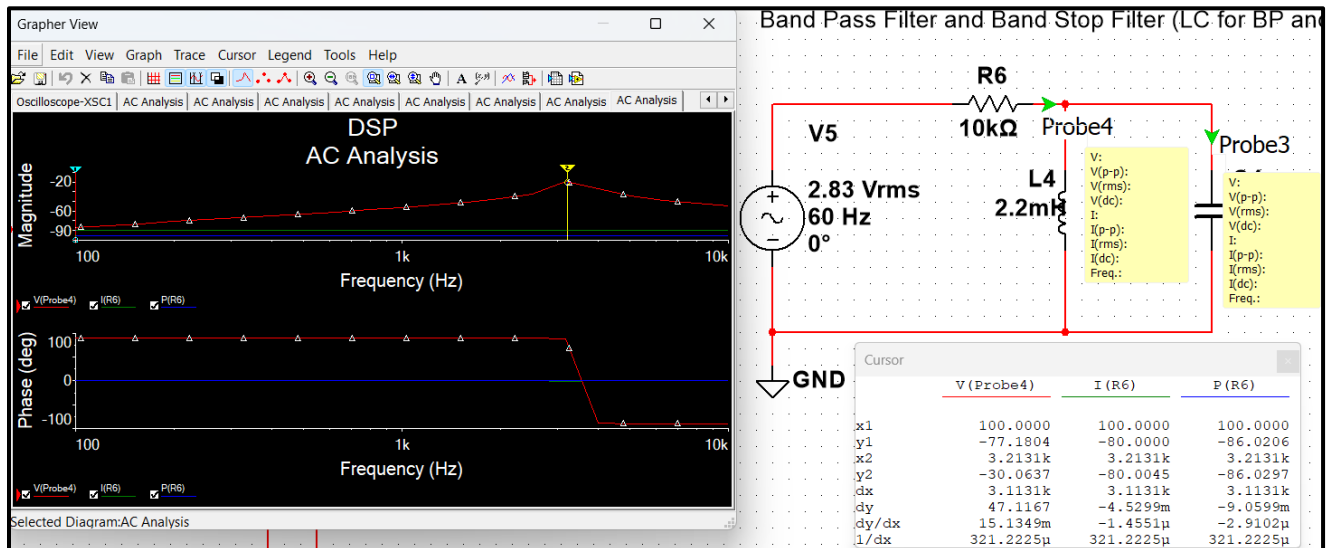 Grapher View
File Edit View Graph Trace Cursor Legend Tools Help
Oscilloscope-XSC1 AC Analysis AC Analysis AC Analysis AC Analysis AC Analysis AC Analysis AC Analysis AC Analysis
DSP
AC Analysis
Magnitude
-20
-60
-90
100 1k 10k
Frequency (Hz)
V(Probe4) I(R6) P(R6)
Phase (deg)
100
0
-100
100 1k 10k
Frequency (Hz)
V(Probe4) I(R6) P(R6)
Selected Diagram:AC Analysis
Band Pass Filter and Band Stop Filter (LC for BP and
R6
10kΩ
Probe4
Probe3
V5
2.83 Vrms
60 Hz
0°
L4
2.2mH
V:
V(p-p):
V(rms):
V(dc):
I:
I(p-p):
I(rms):
I(dc):
Freq.:
V:
V(p-p):
V(rms):
V(dc):
I:
I(p-p):
I(rms):
I(dc):
Freq.:
GND
Cursor
V(Probe4) I(R6) P(R6)
x1 100.0000 100.0000 100.0000
y1 -77.1804 -80.0000 -86.0206
x2 3.2131k 3.2131k 3.2131k
y2 -30.0637 -80.0045 -86.0297
dx 3.1131k 3.1131k 3.1131k
dy 47.1167 -4.5299m -9.0599m
dy/dx 15.1349m -1.4551µ -2.9102µ
1/dx 321.2225µ 321.2225µ 321.2225µ